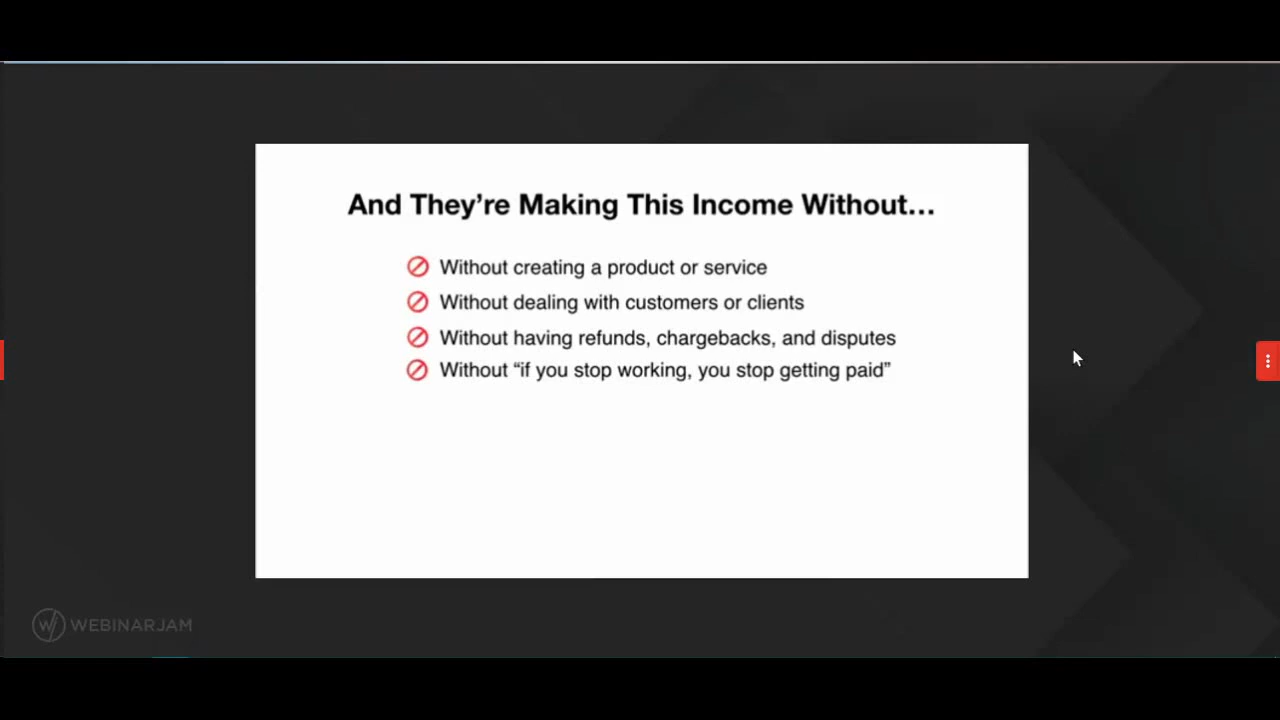 And They’re Making This Income Without…
Without creating a product or service
Without dealing with customers or clients
Without having refunds, chargebacks, and disputes
Without “if you stop working, you stop getting paid”
WEBINARJAM